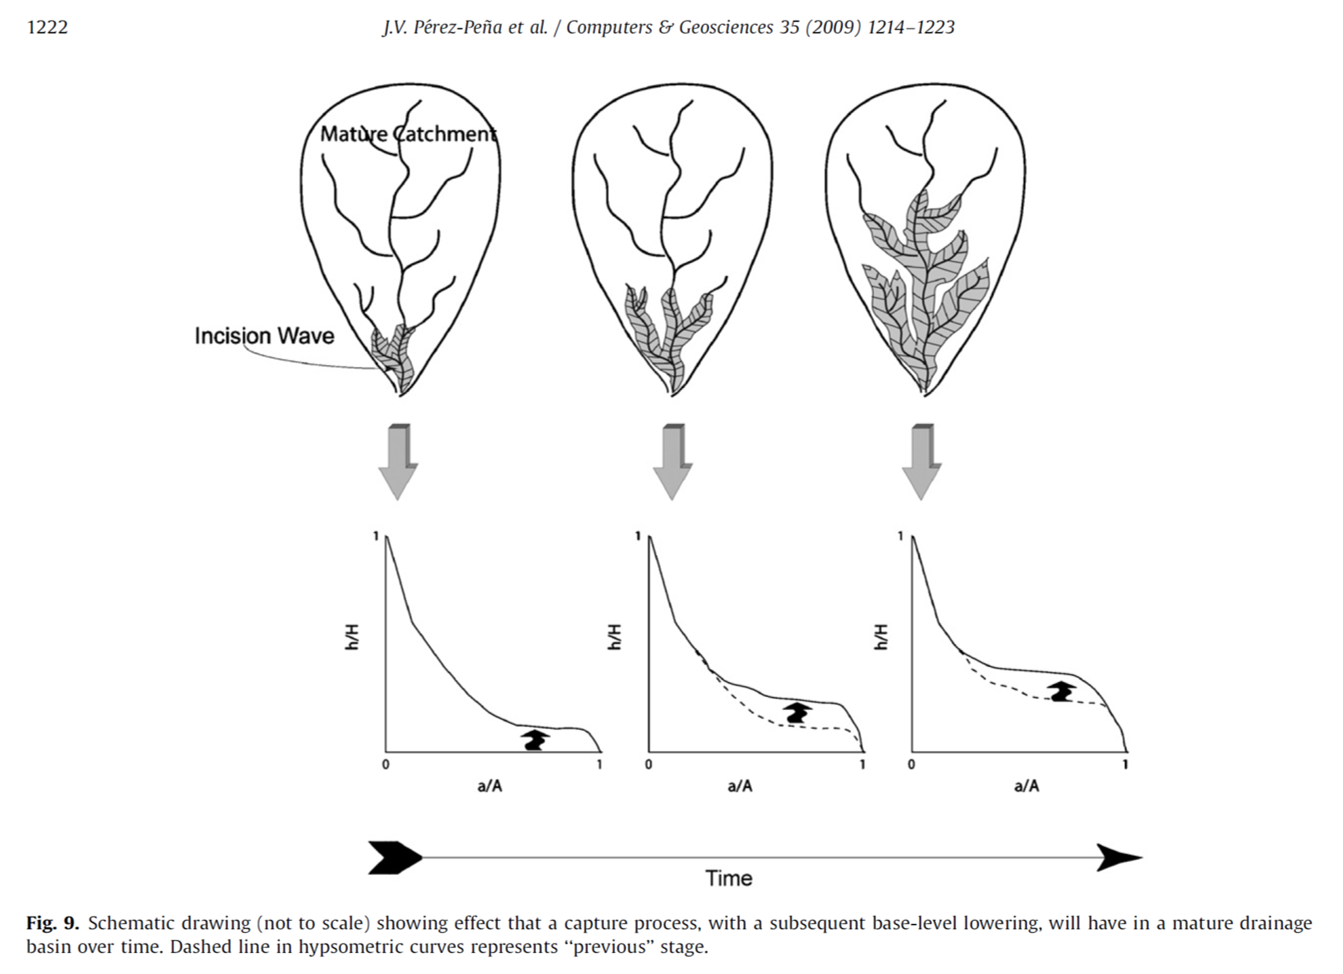 1222
J.V. Pérez-Peña et al. / Computers & Geosciences 35 (2009) 1214–1223
Mature Catchment
Incision Wave
1
h/H
0
1
a/A
1
h/H
0
1
a/A
1
h/H
0
1
a/A
Time
Fig. 9. Schematic drawing (not to scale) showing effect that a capture process, with a subsequent base-level lowering, will have in a mature drainage
basin over time. Dashed line in hypsometric curves represents “previous” stage.